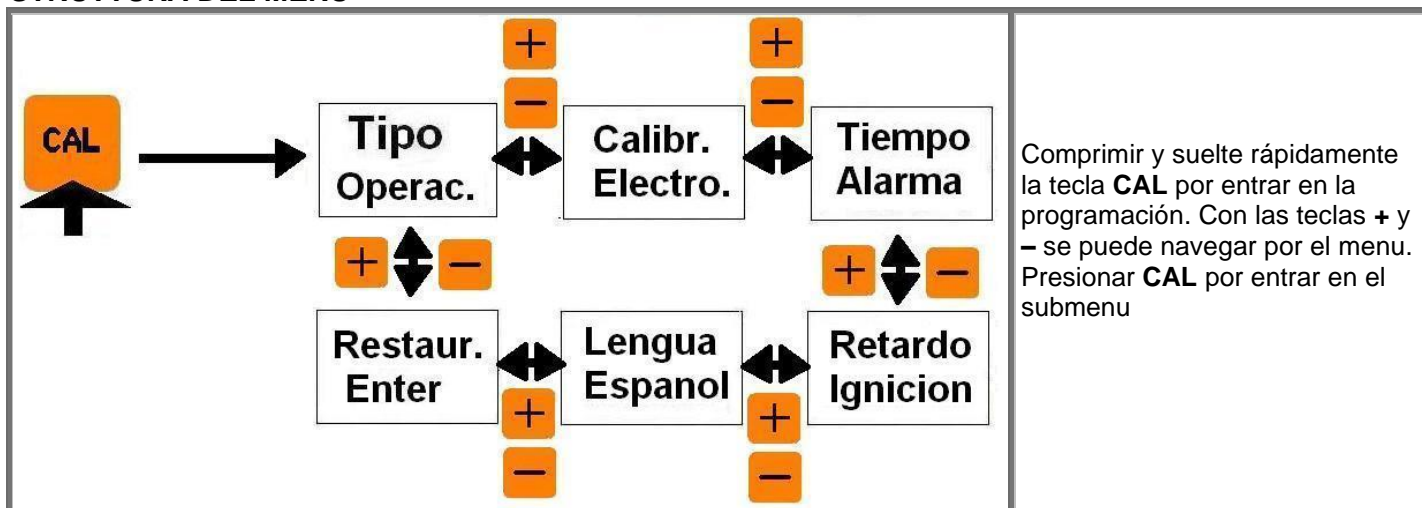 DEL MENU
+
−
+
−
CAL
Tipo
Operac.
Calibr.
Electro.
Tiempo
Alarma
+
−
+
−
Restaur.
Enter
Lengua
Espanol
Retardo
Ignicion
+
−
+
−
Comprimir y suelte rápidamente
la tecla CAL por entrar en la
programación. Con las teclas + y
– se puede navegar por el menu.
Presionar CAL por entrar en el
submenu